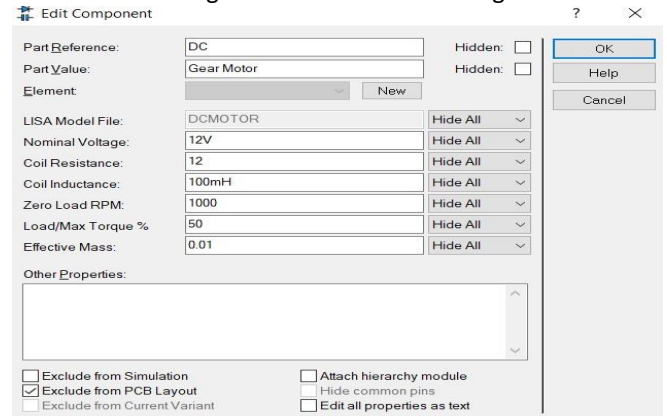 Edit Component ? ×
Part Reference: DC Hidden:
Part Value: Gear Motor Hidden:
Element: New
LISA Model File: DCMOTOR Hide All
Nominal Voltage: 12V Hide All
Coil Resistance: 12 Hide All
Coil Inductance: 100mH Hide All
Zero Load RPM: 1000 Hide All
Load/Max Torque % 50 Hide All
Effective Mass: 0.01 Hide All
Other Properties:
Exclude from Simulation Attach hierarchy module
Exclude from PCB Layout Hide common pins
Exclude from Current Variant Edit all properties as text
OK
Help
Cancel